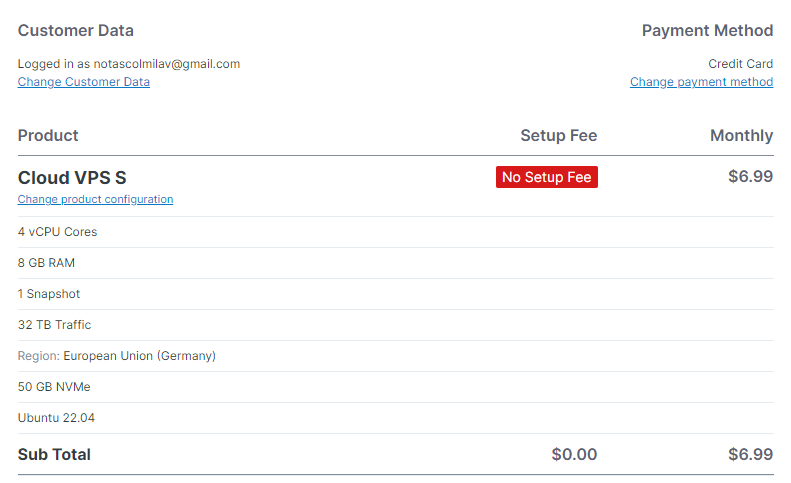 Customer Data
Payment Method
Logged in as notascolmilav@gmail.com
Credit Card
Change Customer Data
Change payment method
Product Setup Fee Monthly
Cloud VPS S No Setup Fee $6.99
Change product configuration
4 vCPU Cores
8 GB RAM
1 Snapshot
32 TB Traffic
Region: European Union (Germany)
50 GB NVMe
Ubuntu 22.04
Sub Total $0.00 $6.99